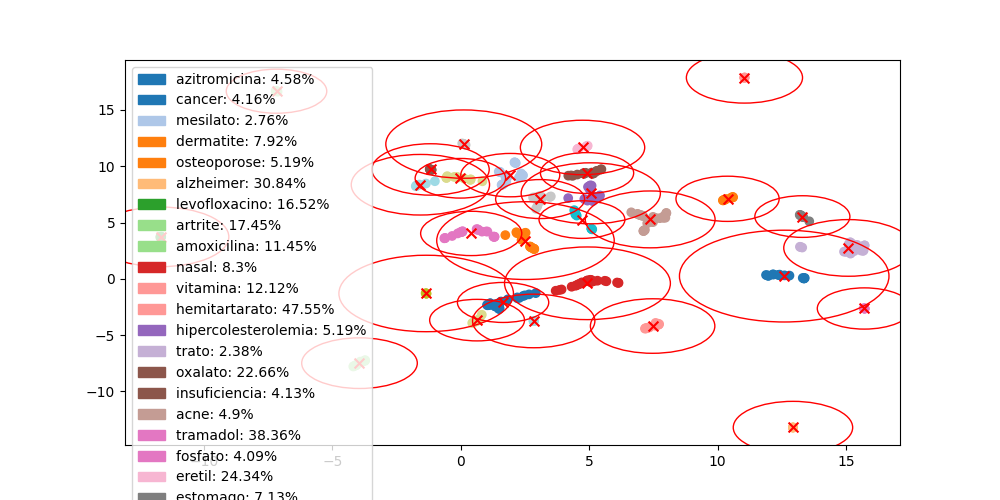 azitromicina: 4.58%
cancer: 4.16%
mesilato: 2.76%
dermatite: 7.92%
osteoporose: 5.19%
alzheimer: 30.84%
levofloxacino: 16.52%
artrite: 17.45%
amoxicilina: 11.45%
nasal: 8.3%
vitamina: 12.12%
hemitartarato: 47.55%
hipercolesterolemia: 5.19%
trato: 2.38%
oxalato: 22.66%
insuficiencia: 4.13%
acne: 4.9%
tramadol: 38.36%
fosfato: 4.09%
eretil: 24.34%
estomago: 7.13%
15
10
5
0
−5
−10
−10 −5 0 5 10 15